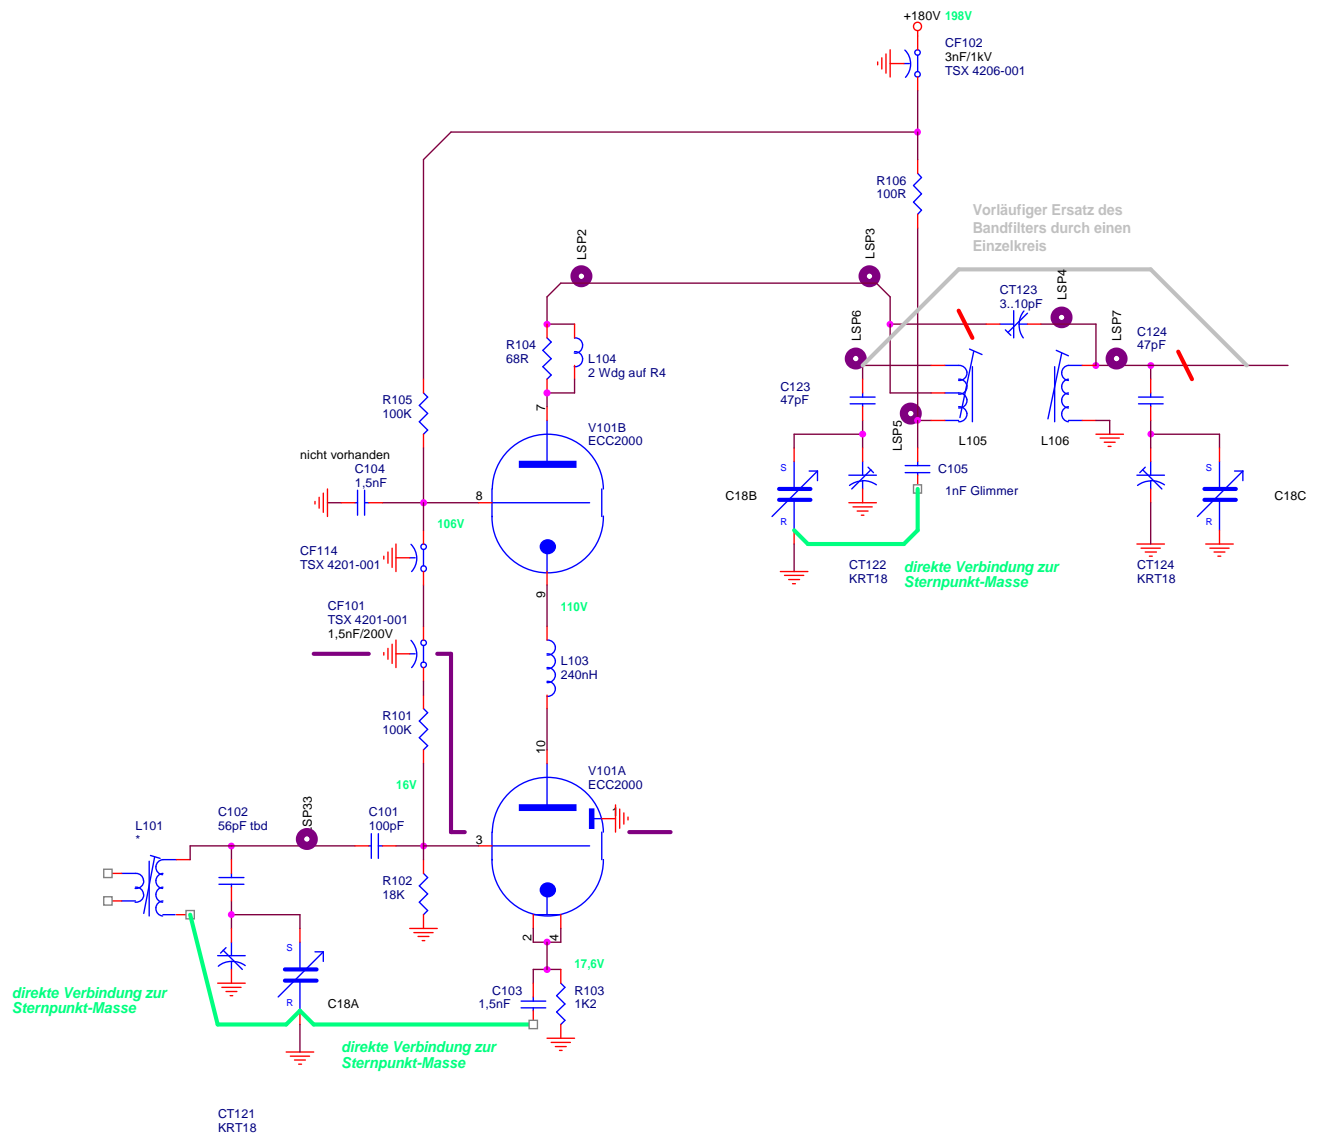 +180V 198V
CF102
3nF/1kV
TSX 4206-001
R106
100R
Vorläufiger Ersatz des
Bandfilters durch einen
Einzelkreis
LSP2
LSP3
LSP4
CT123
3..10pF
LSP6
LSP7
C124
47pF
R104
68R
L104
2 Wdg auf R4
C123
47pF
R105
100K
7
LSP5
V101B
ECC2000
L105
L106
nicht vorhanden
C104
1,5nF
8
106V
C105
1nF Glimmer
S
C18B
R
S
C18C
R
CF114
TSX 4201-001
CT122
KRT18
direkte Verbindung zur
Sternpunkt-Masse
CT124
KRT18
9
110V
CF101
TSX 4201-001
1,5nF/200V
L103
240nH
R101
100K
10
16V
V101A
ECC2000
1
L101
*
C102
56pF tbd
LSP33
C101
100pF
3
R102
18K
2
4
17,6V
S
C18A
R
C103
1,5nF
R103
1K2
direkte Verbindung zur
Sternpunkt-Masse
direkte Verbindung zur
Sternpunkt-Masse
CT121
KRT18